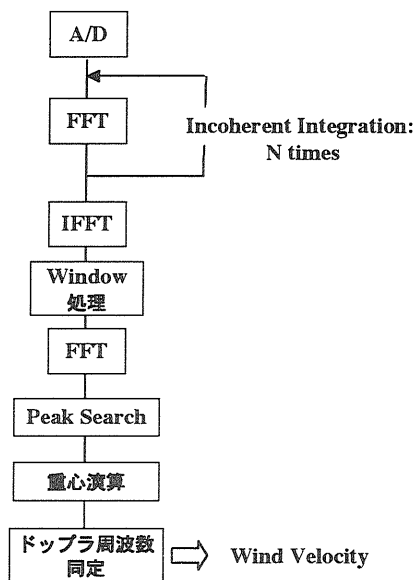 A/D
FFT
Incoherent Integration:
N times
IFFT
Window
処理
FFT
Peak Search
重心演算
ドップラ周波数
同定
Wind Velocity